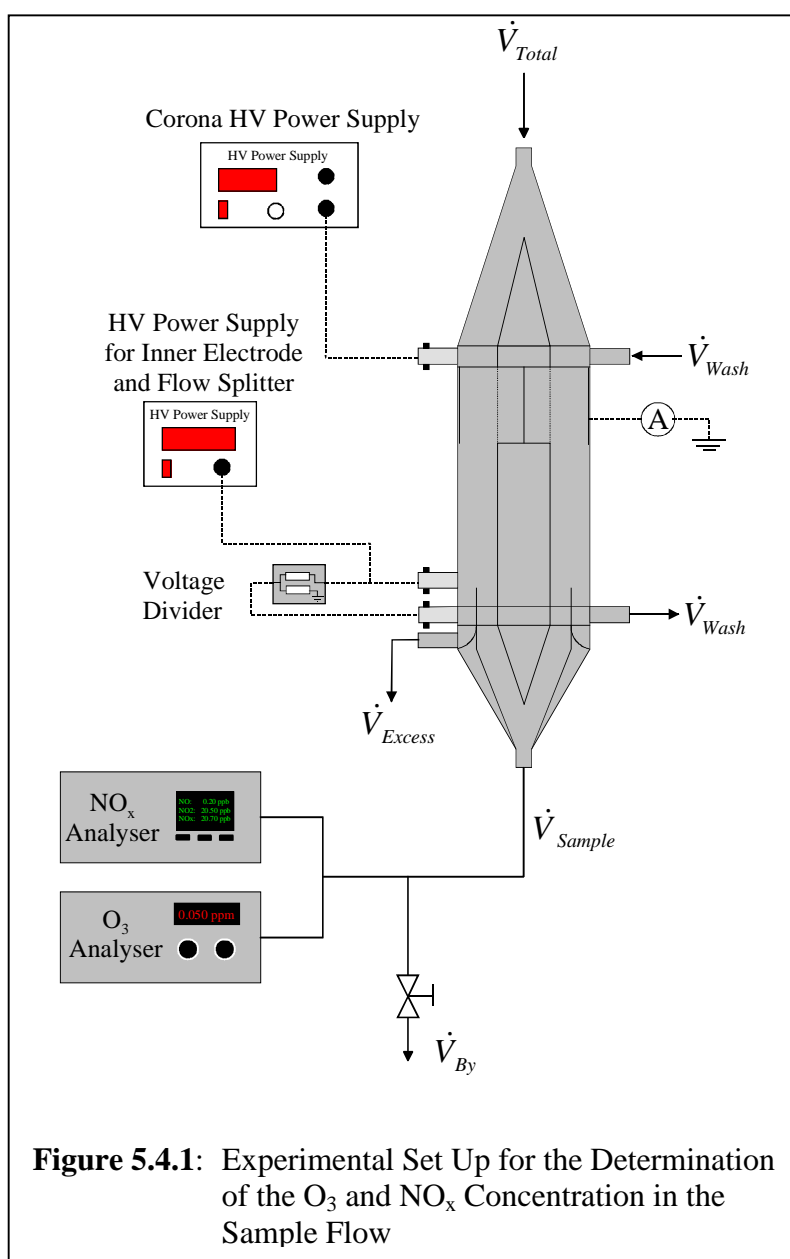 V̇Total
Corona HV Power Supply
HV Power Supply
HV Power Supply
for Inner Electrode
and Flow Splitter
V̇Wash
HV Power Supply
A
Voltage
Divider
V̇Wash
V̇Excess
NOx
Analyser
NO: 0.20 ppb
NO2: 20.50 ppb
NOx: 20.70 ppb
V̇Sample
O3
Analyser
0.050 ppm
V̇By
Figure 5.4.1: Experimental Set Up for the Determination
of the O3 and NOx Concentration in the
Sample Flow